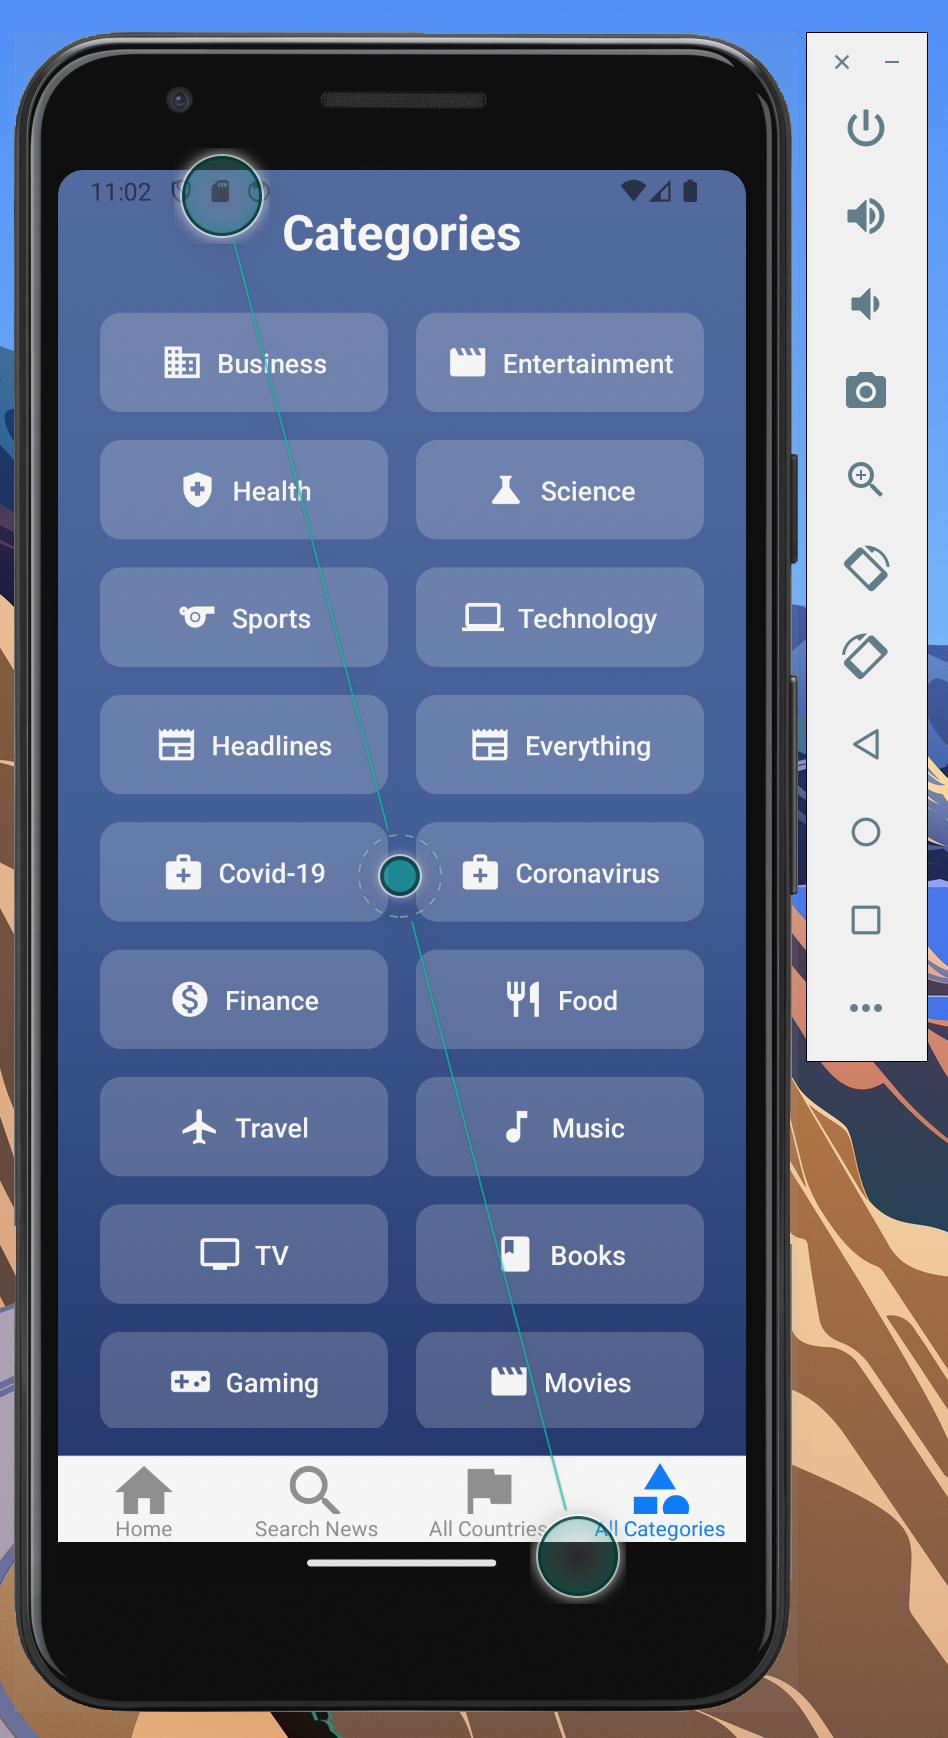 11:02
Categories
Business
Entertainment
Health
Science
Sports
Technology
Headlines
Everything
Covid-19
Coronavirus
Finance
Food
Travel
Music
TV
Books
Gaming
Movies
Home
Search News
All Countries
All Categories